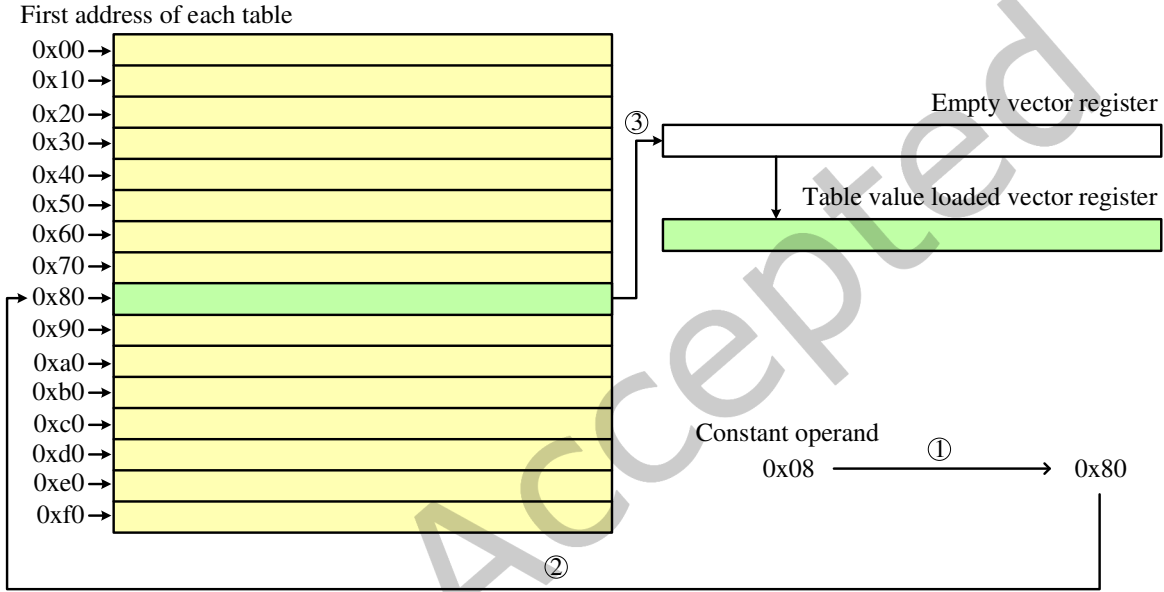 First address of each table
0x00
0x10
0x20
0x30
0x40
0x50
0x60
0x70
0x80
0x90
0xa0
0xb0
0xc0
0xd0
0xe0
0xf0
③
Empty vector register
Table value loaded vector register
Constant operand
0x08
①
0x80
②
Accepted